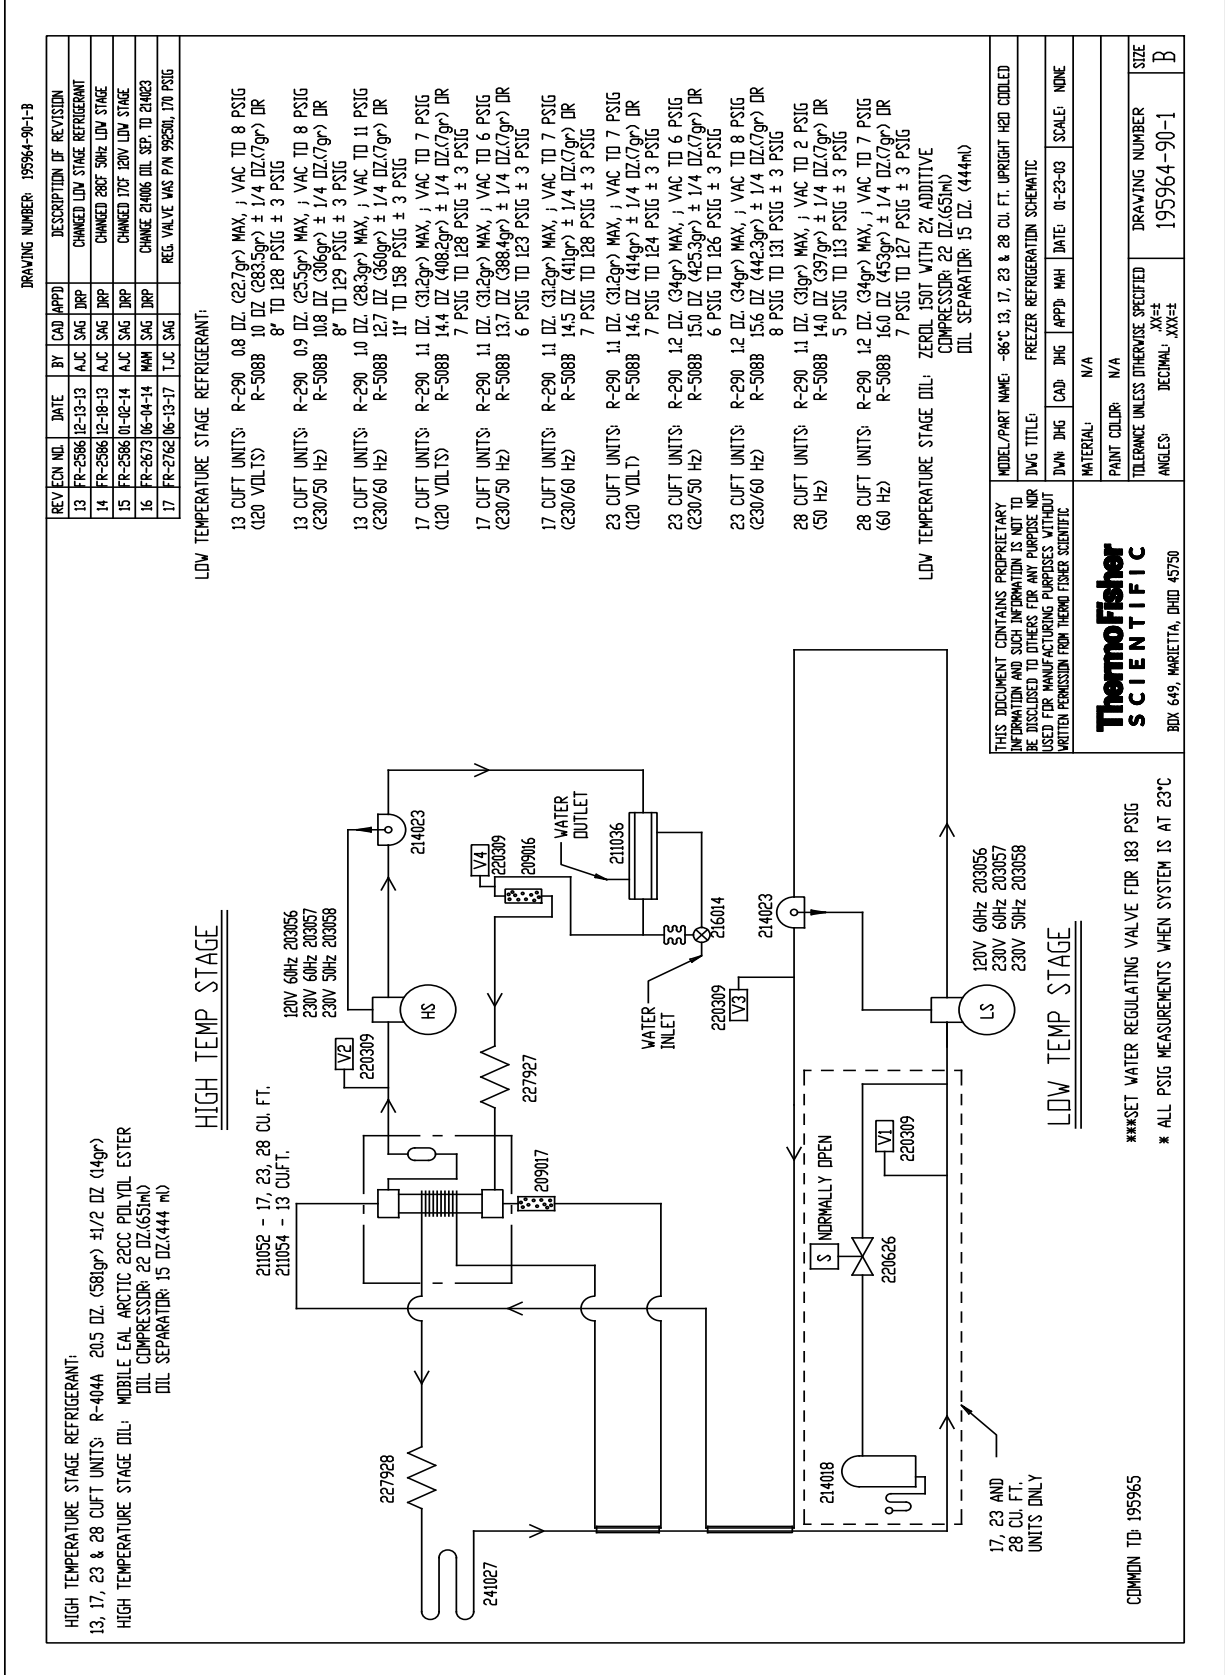 DRAWING NUMBER: 195964-90-1-B
REV ECN NO. DATE BY CAD APPD DESCRIPTION OF REVISION
13 FR-2586 12-13-13 AJC SAG DRP CHANGED LOW STAGE REFRIGERANT
14 FR-2586 12-18-13 AJC SAG DRP CHANGED 28CF 50Hz LOW STAGE
15 FR-2586 01-02-14 AJC SAG DRP CHANGED 17CF 120V LOW STAGE
16 FR-2673 06-04-14 MAM SAG DRP CHANGE 214006 OIL SEP. TO 214023
17 FR-2762 06-13-17 TJC SAG REG. VALVE WAS P/N 992501, 170 PSIG
HIGH TEMPERATURE STAGE REFRIGERANT:
13, 17, 23 & 28 CUFT UNITS: R-404A 20.5 OZ. (581gr) ±1/2 OZ (14gr)
HIGH TEMPERATURE STAGE OIL: MOBILE EAL ARCTIC 22CC POLYOL ESTER
OIL COMPRESSOR: 22 OZ.(651ml)
OIL SEPARATOR: 15 OZ.(444 ml)
HIGH TEMP STAGE
211052 - 17, 23, 28 CU. FT.
211054 - 13 CU.FT.
V2
220309
120V 60Hz 203056
230V 60Hz 203057
230V 50Hz 203058
HS
214023
227928
241027
209017
227927
V4
220309
209016
WATER
OUTLET
211036
216014
WATER
INLET
220309
V3
214023
S NORMALLY OPEN
220626
V1
220309
214018
17, 23 AND
28 CU. FT.
UNITS ONLY
LS
120V 60Hz 203056
230V 60Hz 203057
230V 50Hz 203058
LOW TEMP STAGE
***SET WATER REGULATING VALVE FOR 183 PSIG
* ALL PSIG MEASUREMENTS WHEN SYSTEM IS AT 23°C
COMMON TO: 195965
LOW TEMPERATURE STAGE REFRIGERANT:
13 CUFT UNITS: R-290 0.8 OZ. (22.7gr) MAX, ; VAC TO 8 PSIG
(120 VOLTS) R-508B 10 OZ (283.5gr) ± 1/4 OZ.(7gr) OR
8" TO 128 PSIG ± 3 PSIG
13 CUFT UNITS: R-290 0.9 OZ. (25.5gr) MAX, ; VAC TO 8 PSIG
(230/50 Hz) R-508B 10.8 OZ (306gr) ± 1/4 OZ.(7gr) OR
8" TO 129 PSIG ± 3 PSIG
13 CUFT UNITS: R-290 1.0 OZ. (28.3gr) MAX, ; VAC TO 11 PSIG
(230/60 Hz) R-508B 12.7 OZ (360gr) ± 1/4 OZ.(7gr) OR
11" TO 158 PSIG ± 3 PSIG
17 CUFT UNITS: R-290 1.1 OZ. (31.2gr) MAX, ; VAC TO 7 PSIG
(120 VOLTS) R-508B 14.4 OZ (408.2gr) ± 1/4 OZ.(7gr) OR
7 PSIG TO 128 PSIG ± 3 PSIG
17 CUFT UNITS: R-290 1.1 OZ. (31.2gr) MAX, ; VAC TO 6 PSIG
(230/50 Hz) R-508B 13.7 OZ (388.4gr) ± 1/4 OZ.(7gr) OR
6 PSIG TO 123 PSIG ± 3 PSIG
17 CUFT UNITS: R-290 1.1 OZ. (31.2gr) MAX, ; VAC TO 7 PSIG
(230/60 Hz) R-508B 14.5 OZ (411gr) ± 1/4 OZ.(7gr) OR
7 PSIG TO 128 PSIG ± 3 PSIG
23 CUFT UNITS: R-290 1.1 OZ. (31.2gr) MAX, ; VAC TO 7 PSIG
(120 VOLT) R-508B 14.6 OZ (414gr) ± 1/4 OZ.(7gr) OR
7 PSIG TO 124 PSIG ± 3 PSIG
23 CUFT UNITS: R-290 1.2 OZ. (34gr) MAX, ; VAC TO 6 PSIG
(230/50 Hz) R-508B 15.0 OZ (425.3gr) ± 1/4 OZ.(7gr) OR
6 PSIG TO 126 PSIG ± 3 PSIG
23 CUFT UNITS: R-290 1.2 OZ. (34gr) MAX, ; VAC TO 8 PSIG
(230/60 Hz) R-508B 15.6 OZ (442.3gr) ± 1/4 OZ.(7gr) OR
8 PSIG TO 131 PSIG ± 3 PSIG
28 CUFT UNITS: R-290 1.1 OZ. (31gr) MAX, ; VAC TO 2 PSIG
(50 Hz) R-508B 14.0 OZ (397gr) ± 1/4 OZ.(7gr) OR
5 PSIG TO 113 PSIG ± 3 PSIG
28 CUFT UNITS: R-290 1.2 OZ. (34gr) MAX, ; VAC TO 7 PSIG
(60 Hz) R-508B 16.0 OZ (453gr) ± 1/4 OZ.(7gr) OR
7 PSIG TO 127 PSIG ± 3 PSIG
LOW TEMPERATURE STAGE OIL: ZEROL 150T WITH 2% ADDITIVE
COMPRESSOR: 22 OZ.(651ml)
OIL SEPARATOR: 15 OZ. (444ml)
THIS DOCUMENT CONTAINS PROPRIETARY
INFORMATION AND SUCH INFORMATION IS NOT TO
BE DISCLOSED TO OTHERS FOR ANY PURPOSE NOR
USED FOR MANUFACTURING PURPOSES WITHOUT
WRITTEN PERMISSION FROM THERMO FISHER SCIENTIFIC
ThermoFisher
SCIENTIFIC
BOX 649, MARIETTA, OHIO 45750
MODEL/PART NAME: -86°C 13, 17, 23 & 28 CU. FT. UPRIGHT H2O COOLED
DWG TITLE: FREEZER REFRIGERATION SCHEMATIC
DWN: DHG CAD: DHG APPD: MAH DATE: 01-23-03 SCALE: NONE
MATERIAL: N/A
PAINT COLOR: N/A
TOLERANCE UNLESS OTHERWISE SPECIFIED
ANGLES: DECIMAL: .XX=±
.XXX=±
DRAWING NUMBER
195964-90-1
SIZE
B